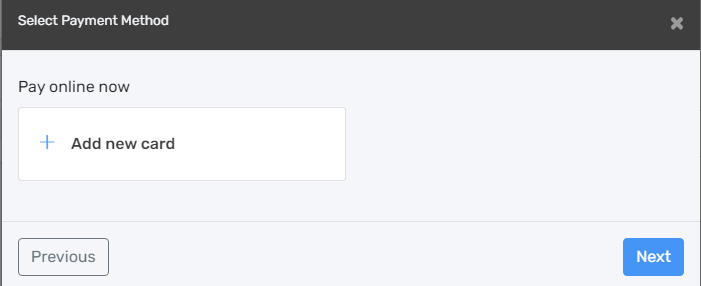 Select Payment Method
Pay online now
Add new card
Previous
Next